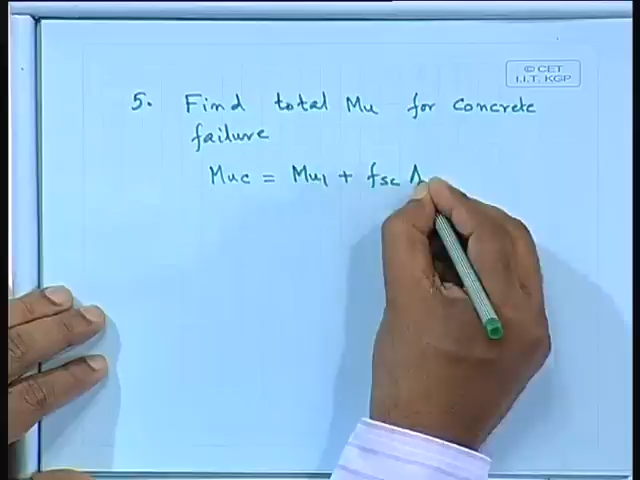 © CET
I.I.T. KGP
5. Find total Mu for concrete
failure
Muc = Mu1 + fsc A